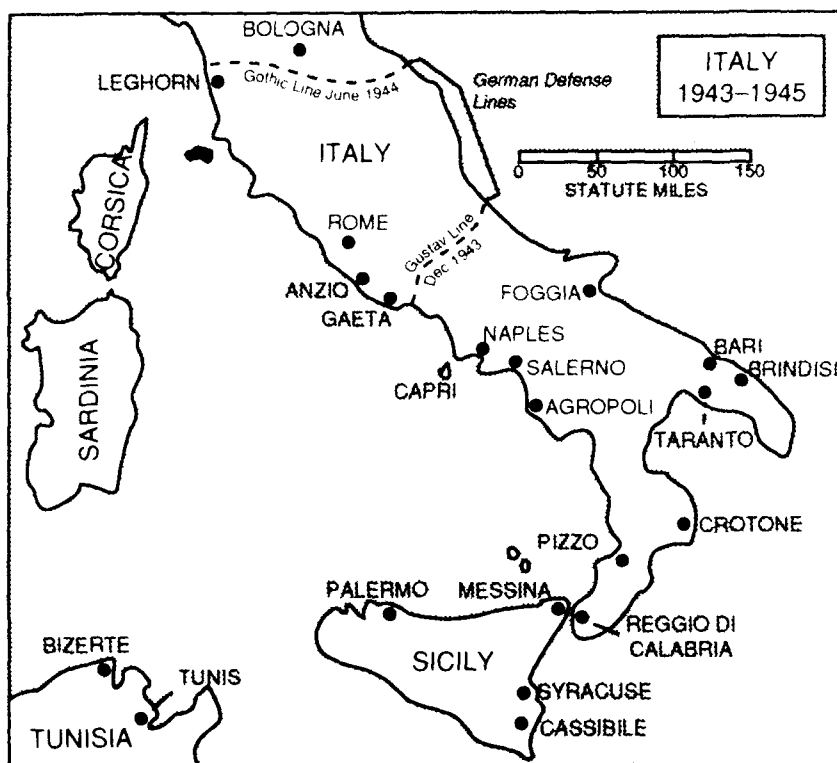 BOLOGNA
ITALY
1943–1945
LEGHORN
Gothic Line June 1944
German Defense
Lines
ITALY
0 50 100 150
STATUTE MILES
CORSICA
ROME
Gustav Line
Dec 1943
ANZIO
GAETA
FOGGIA
NAPLES
BARI
SALERNO
BRINDISI
CAPRI
SARDINIA
AGROPOLI
TARANTO
CROTONE
PIZZO
PALERMO
MESSINA
REGGIO DI
CALABRIA
BIZERTE
SICILY
TUNIS
SYRACUSE
TUNISIA
CASSIBILE